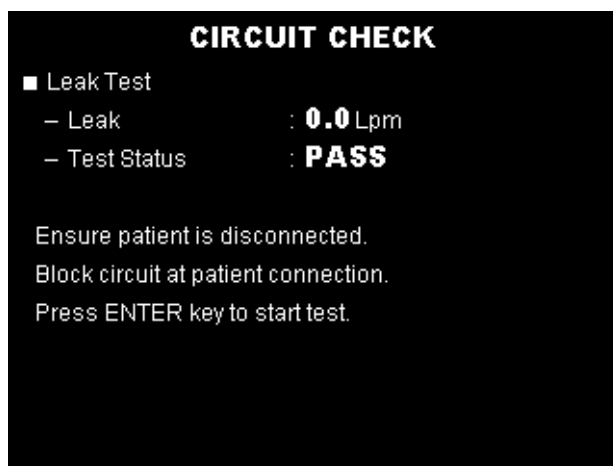 CIRCUIT CHECK
■ Leak Test
– Leak : 0.0 Lpm
– Test Status : PASS
Ensure patient is disconnected.
Block circuit at patient connection.
Press ENTER key to start test.